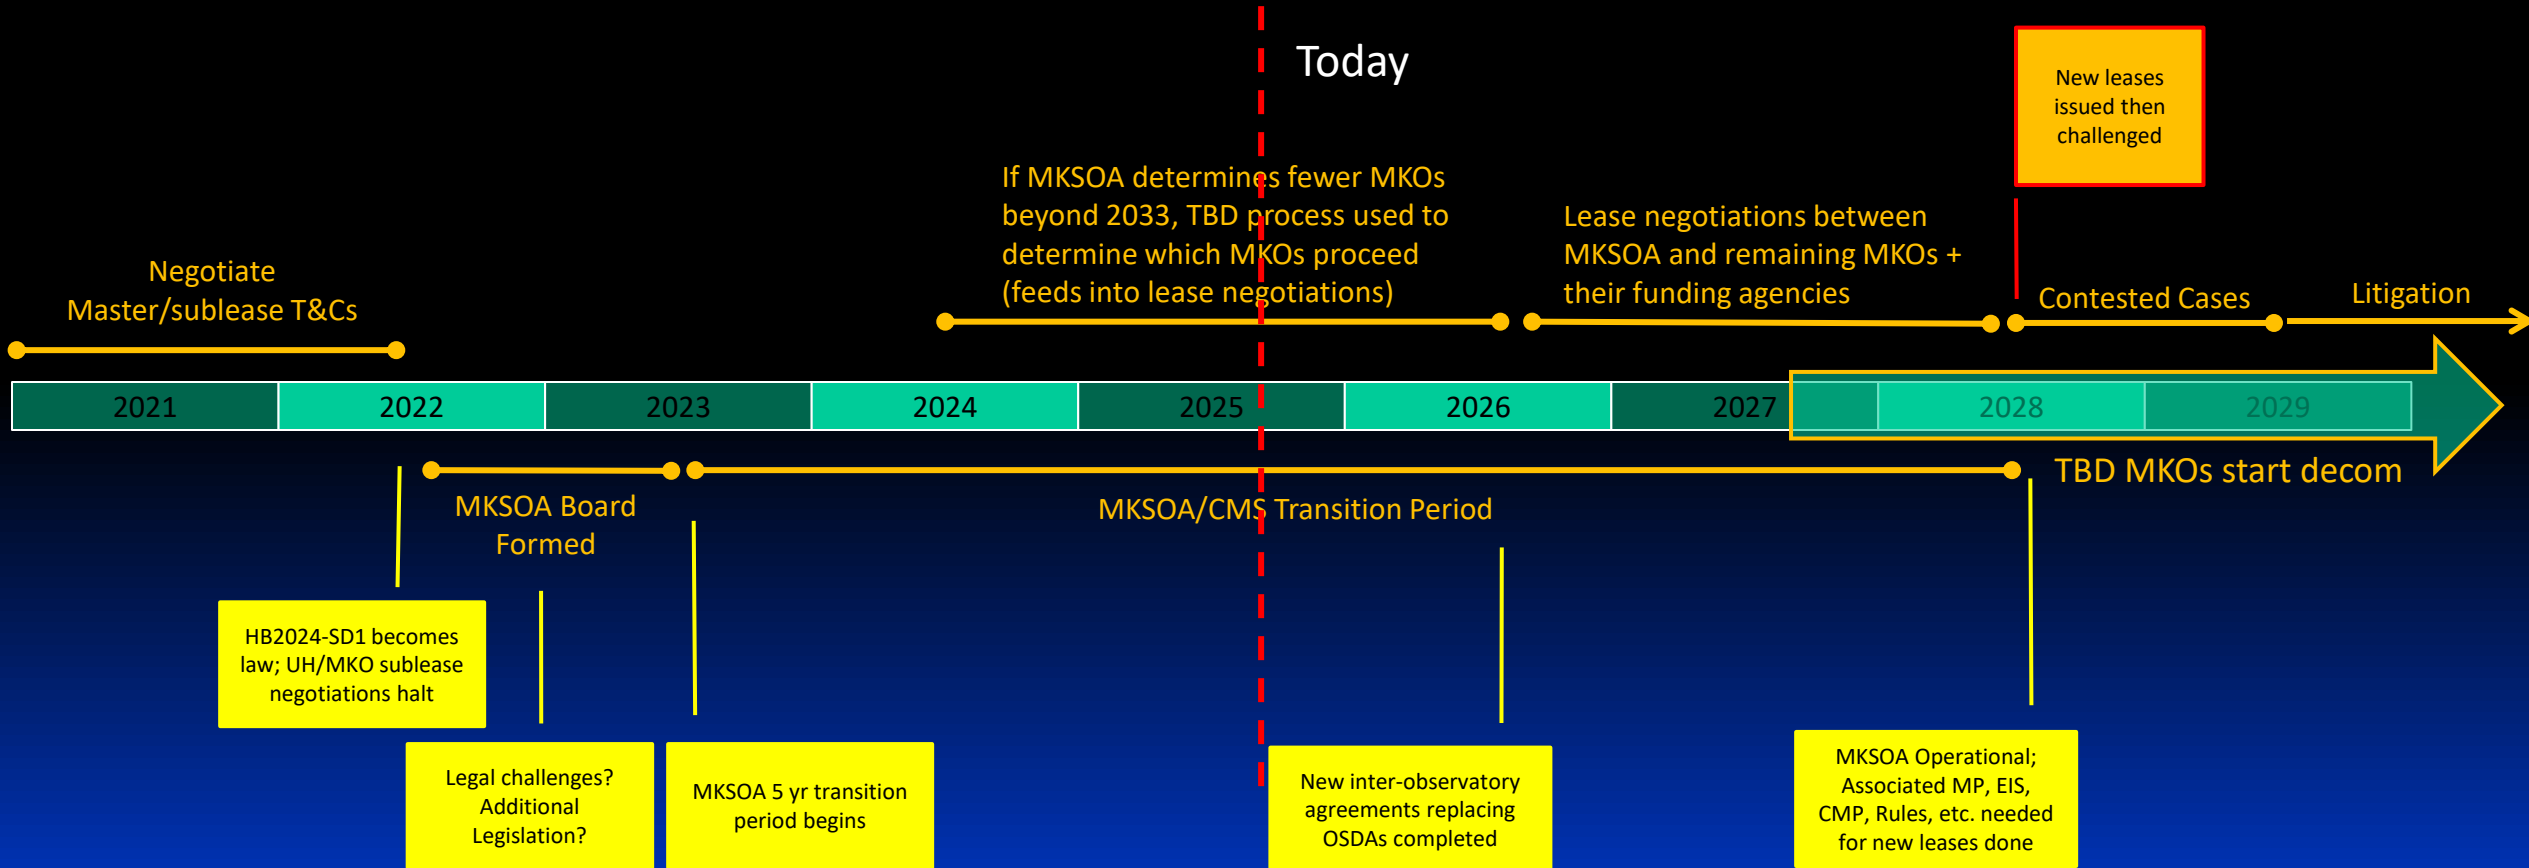 Today
New leases
issued then
challenged
If MKSOA determines fewer MKOs
beyond 2033, TBD process used to
determine which MKOs proceed
(feeds into lease negotiations)
Lease negotiations between
MKSOA and remaining MKOs +
their funding agencies
Negotiate
Master/sublease T&Cs
Contested Cases
Litigation
2021
2022
2023
2024
2025
2026
2027
2028
2029
TBD MKOs start decom
MKSOA Board
Formed
MKSOA/CMS Transition Period
HB2024-SD1 becomes
law; UH/MKO sublease
negotiations halt
Legal challenges?
Additional
Legislation?
MKSOA 5 yr transition
period begins
New inter-observatory
agreements replacing
OSDAs completed
MKSOA Operational;
Associated MP, EIS,
CMP, Rules, etc. needed
for new leases done